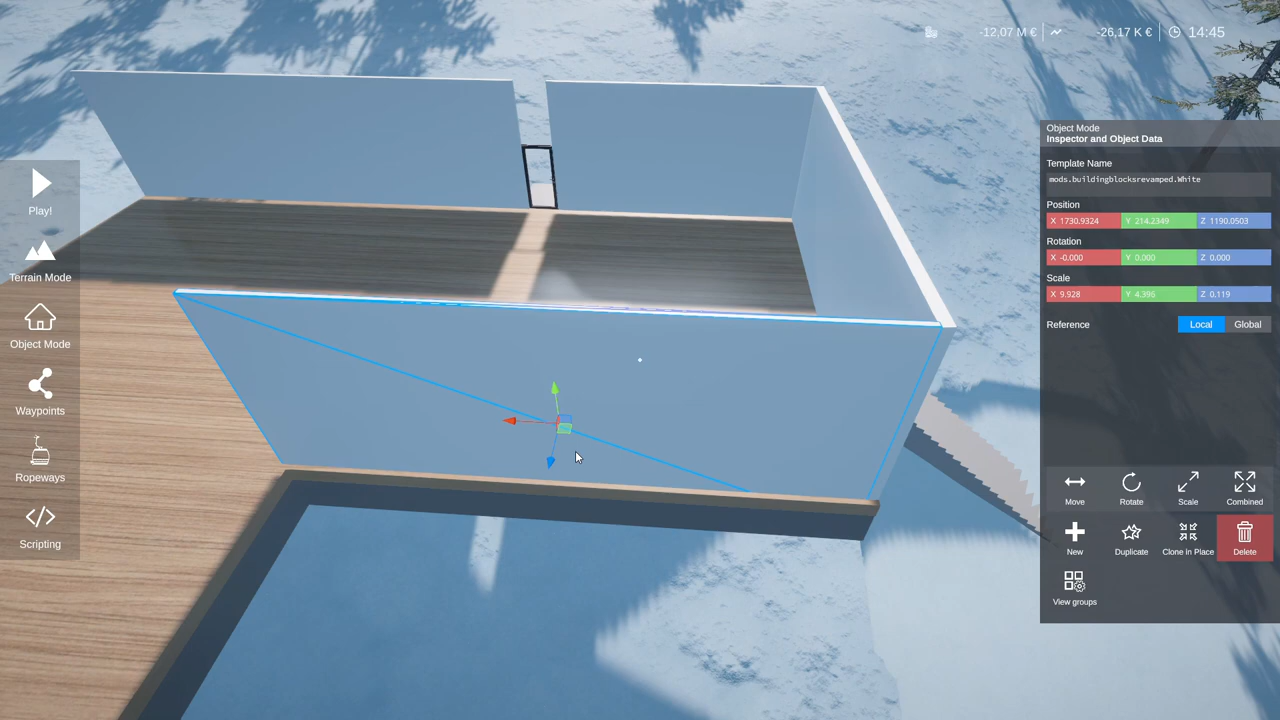 -12,07 M €
-26,17 K €
14:45
Play!
Terrain Mode
Object Mode
Waypoints
Ropeways
Scripting
Object Mode
Inspector and Object Data
Template Name
mods.buildingblocksrevamped.White
Position
X 1730.9324 Y 214.2349 Z 1190.0503
Rotation
X -0.000 Y 0.000 Z 0.000
Scale
X 9.928 Y 4.396 Z 0.119
Reference Local Global
Move Rotate Scale Combined
New Duplicate Clone in Place Delete
View groups